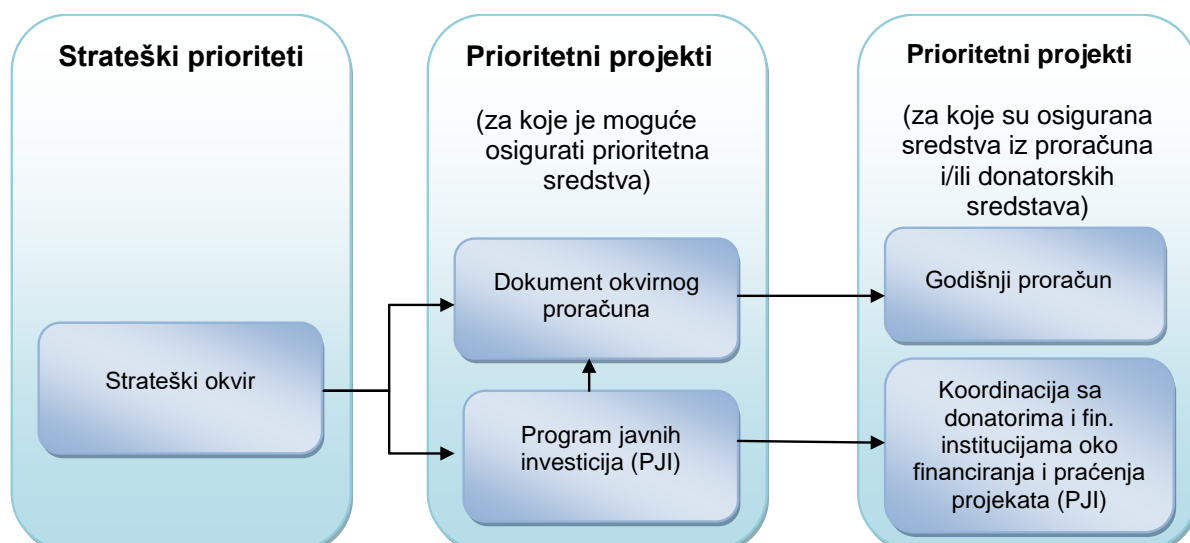 Strateški prioriteti
Strateški okvir
Prioritetni projekti
(za koje je moguće
osigurati prioritetna
sredstva)
Dokument okvirnog
proračuna
Program javnih
investicija (PJI)
Prioritetni projekti
(za koje su osigurana
sredstva iz proračuna
i/ili donatorskih
sredstava)
Godišnji proračun
Koordinacija sa
donatorima i fin.
institucijama oko
financiranja i praćenja
projekata (PJI)